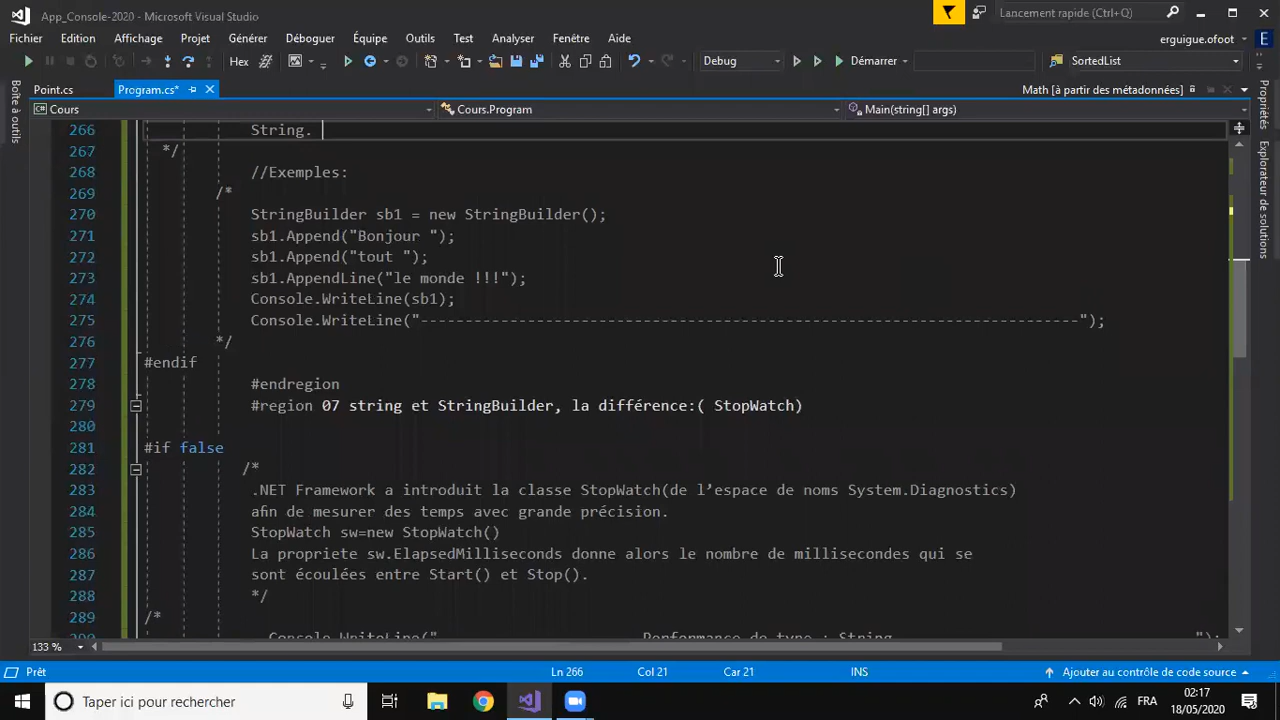 App_Console-2020 - Microsoft Visual Studio
Lancement rapide (Ctrl+Q)
Fichier Edition Affichage Projet Générer Déboguer Équipe Outils Test Analyser Fenêtre Aide
erguigue.ofoot E
Hex Debug Démarrer SortedList
Point.cs Program.cs* Math [à partir des métadonnées]
Cours Cours.Program Main(string[] args)
Boîte à outils
Propriétés
Explorateur de solutions
266 String.
267 */
268 //Exemples:
269 /*
270 StringBuilder sb1 = new StringBuilder();
271 sb1.Append("Bonjour ");
272 sb1.Append("tout ");
273 sb1.AppendLine("le monde !!!");
274 Console.WriteLine(sb1);
275 Console.WriteLine("--------------------------------------------------------------------------");
276 */
277 #endif
278 #endregion
279 #region 07 string et StringBuilder, la différence:( StopWatch)
280
281 #if false
282 /*
283 .NET Framework a introduit la classe StopWatch(de l’espace de noms System.Diagnostics)
284 afin de mesurer des temps avec grande précision.
285 StopWatch sw=new StopWatch()
286 La propriete sw.ElapsedMilliseconds donne alors le nombre de millisecondes qui se
287 sont écoulées entre Start() et Stop().
288 */
289 /*
290 Console.WriteLine("                    Performance de type : String                    ");
133 %
Prêt Ln 266 Col 21 Car 21 INS Ajouter au contrôle de code source
Taper ici pour rechercher FRA 02:17
18/05/2020